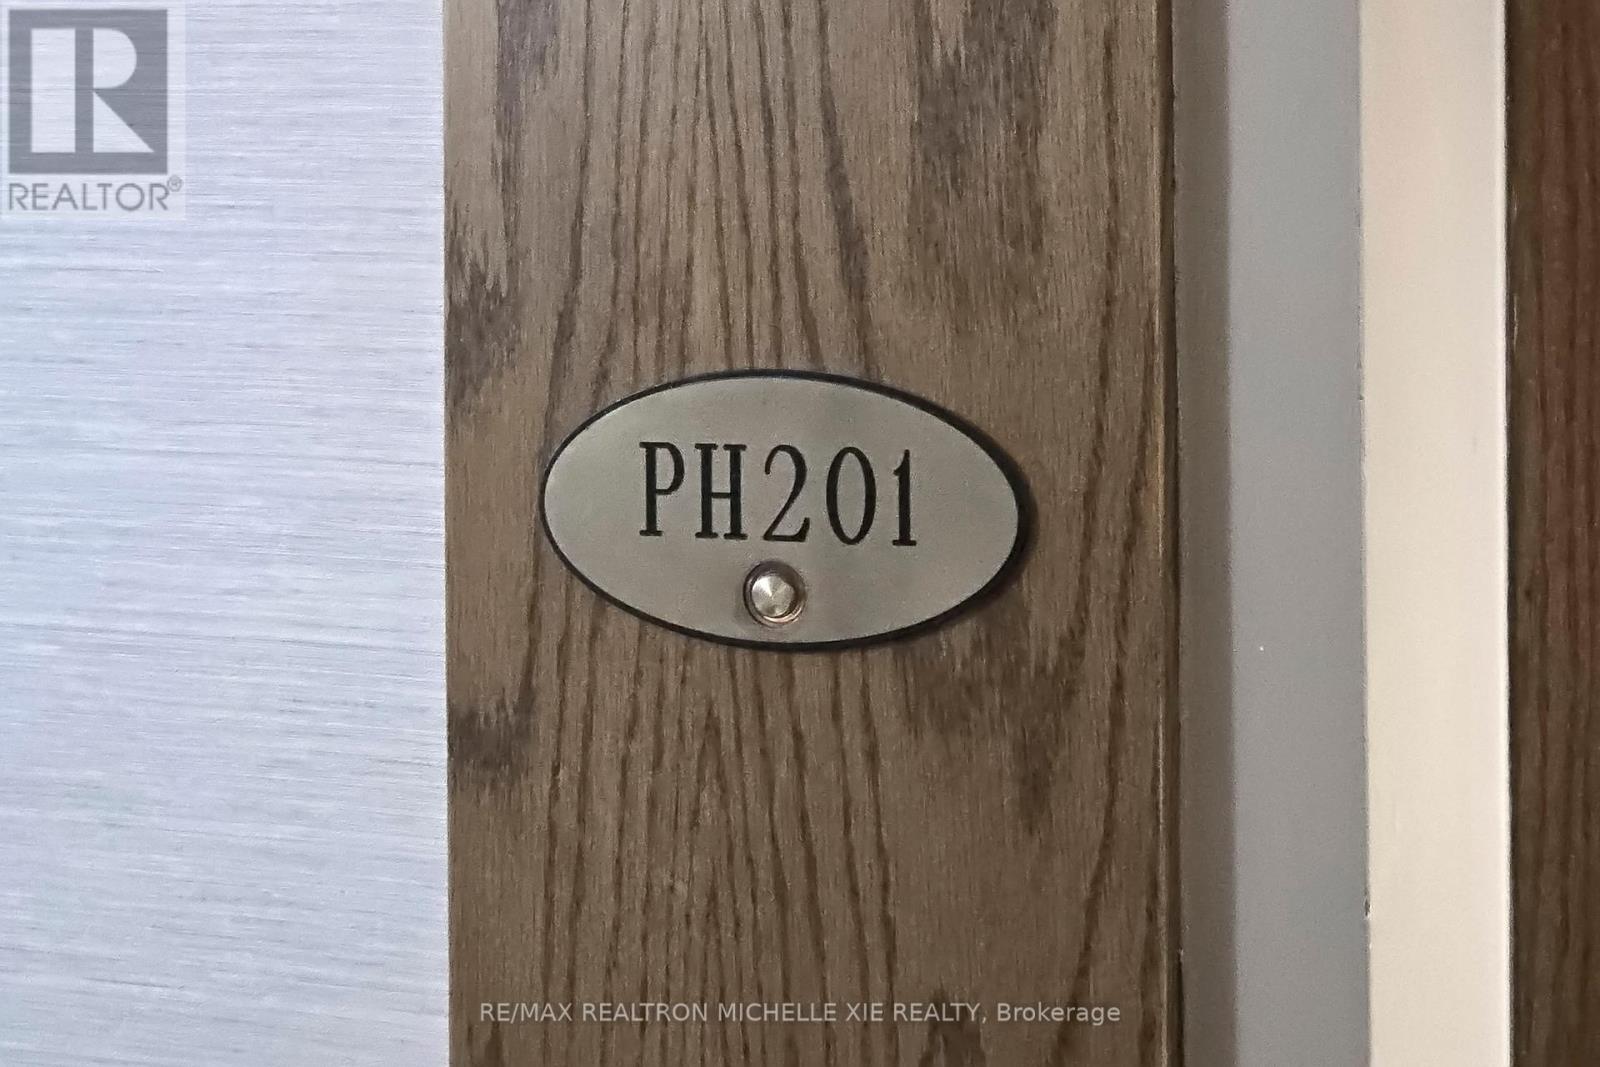 REALTOR®
PH201
RE/MAX REALTRON MICHELLE XIE REALTY, Brokerage